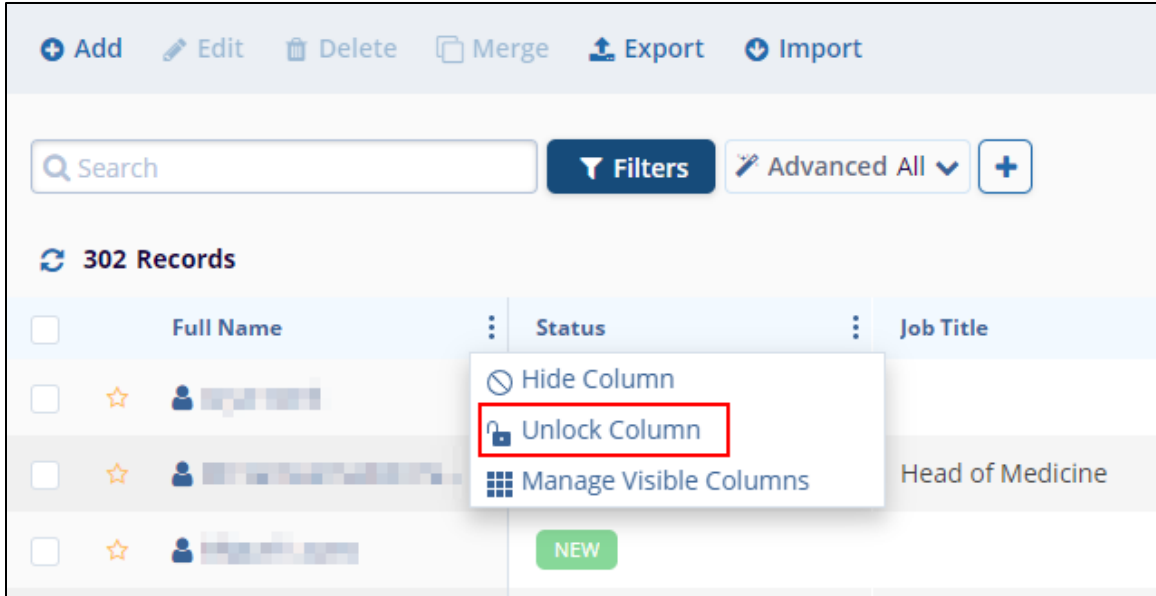 Add Edit Delete Merge Export Import
Search Filters Advanced All
302 Records
Full Name Status Job Title
Hide Column
Unlock Column
Manage Visible Columns
Head of Medicine
NEW